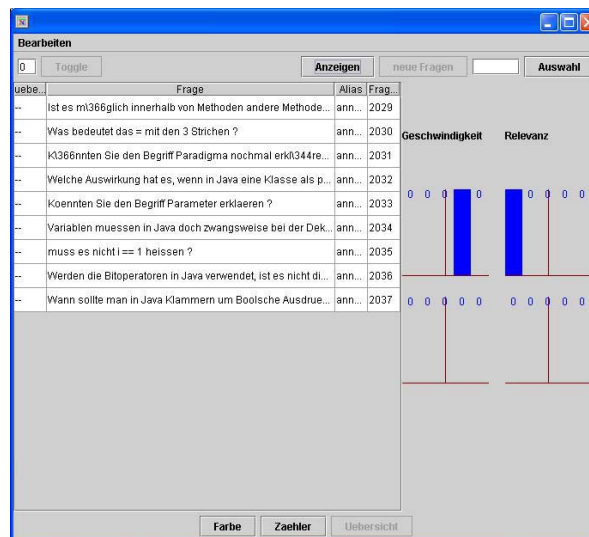 Bearbeiten
0 Toggle Anzeigen neue Fragen Auswahl
uebe... Frage Alias Frag...
-- Ist es m\366glich innerhalb von Methoden andere Methode... ann... 2029
-- Was bedeutet das = mit den 3 Strichen ? ann... 2030
-- K\366nnten Sie den Begriff Paradigma nochmal erkl\344re... ann... 2031
-- Welche Auswirkung hat es, wenn in Java eine Klasse als p... ann... 2032
-- Koennten Sie den Begriff Parameter erklaeren ? ann... 2033
-- Variablen muessen in Java doch zwangsweise bei der Dek... ann... 2034
-- muss es nicht i == 1 heissen ? ann... 2035
-- Werden die Bitoperatoren in Java verwendet, ist es nicht di... ann... 2036
-- Wann sollte man in Java Klammern um Boolsche Ausdrue... ann... 2037
Geschwindigkeit Relevanz
0 0 0 0 0 0 0 0
0 0 0 0 0 0 0 0 0 0
Farbe Zaehler Uebersicht